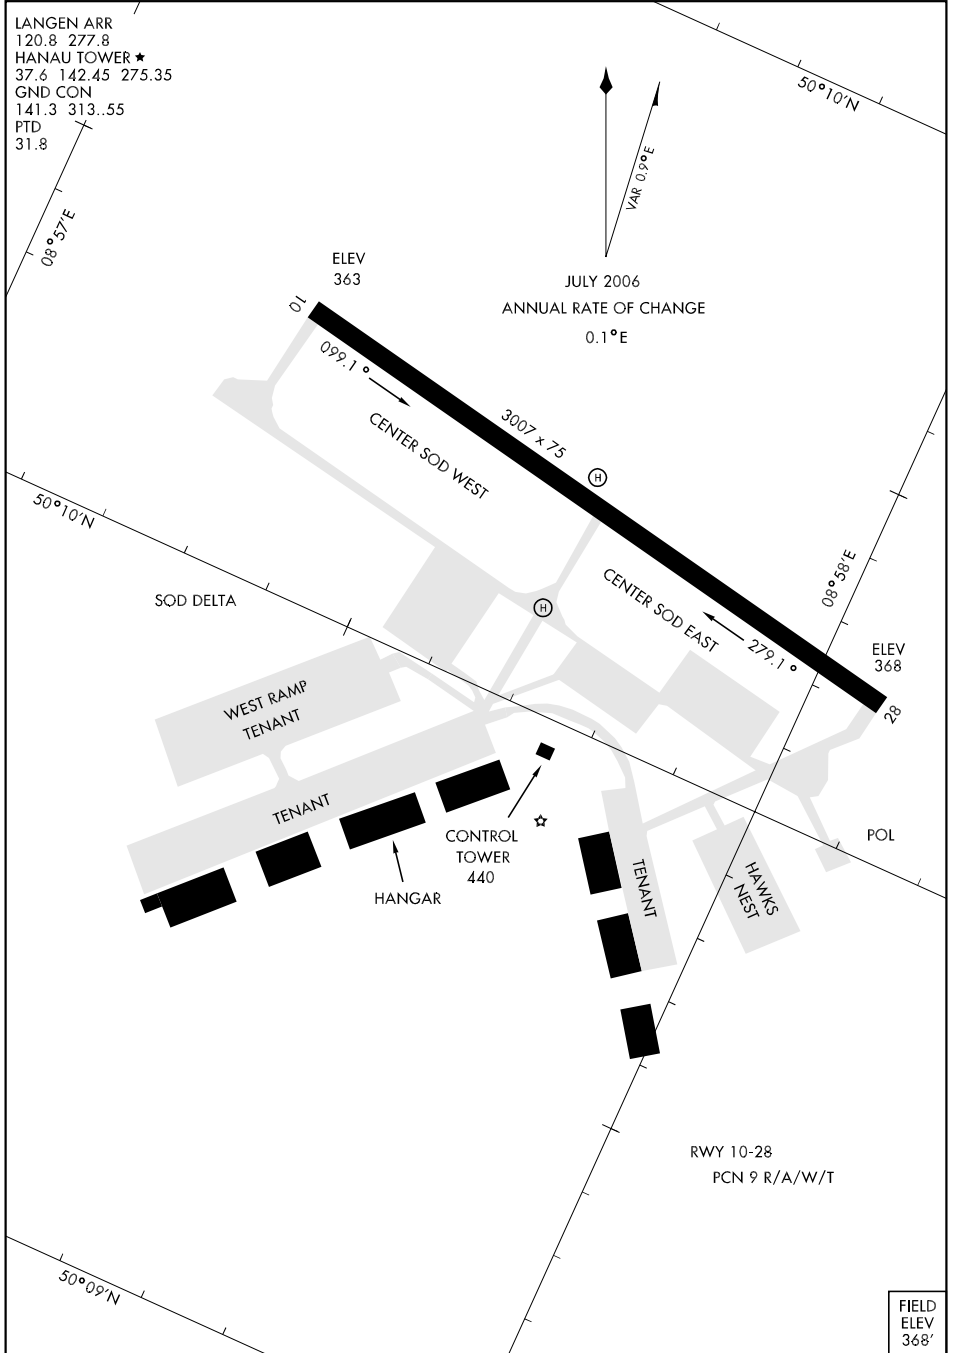 LANGEN ARR
120.8 277.8
HANAU TOWER ★
37.6 142.45 275.35
GND CON
141.3 313..55
PTD
31.8
50°10'N
VAR 0.9°E
08°57'E
ELEV
363
JULY 2006
ANNUAL RATE OF CHANGE
0.1°E
10
099.1°
3007 x 75
CENTER SOD WEST
H
50°10'N
08°58'E
SOD DELTA
CENTER SOD EAST
H
279.1°
ELEV
368
28
WEST RAMP
TENANT
TENANT
CONTROL
TOWER
440
POL
HANGAR
TENANT
HAWKS
NEST
RWY 10-28
PCN 9 R/A/W/T
50°09'N
FIELD
ELEV
368'